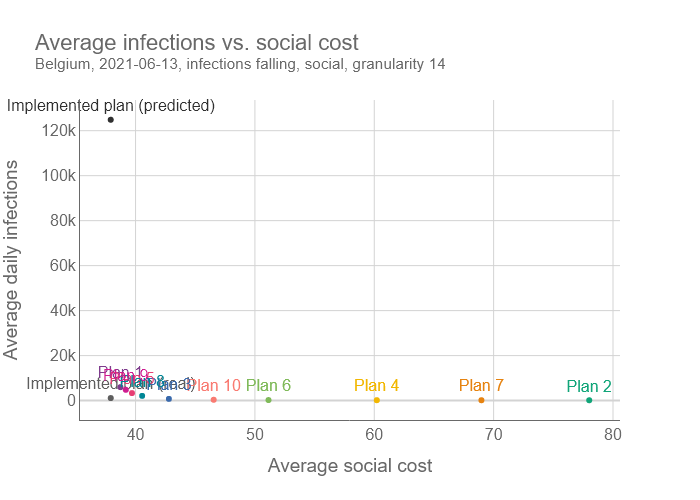 Average infections vs. social cost
Belgium, 2021-06-13, infections falling, social, granularity 14
Implemented plan (predicted)
120k
100k
80k
60k
40k
20k
0
Average daily infections
Plan 1
Plan 10
Plan 6
Plan 4
Plan 7
Plan 2
40
50
60
70
80
Average social cost